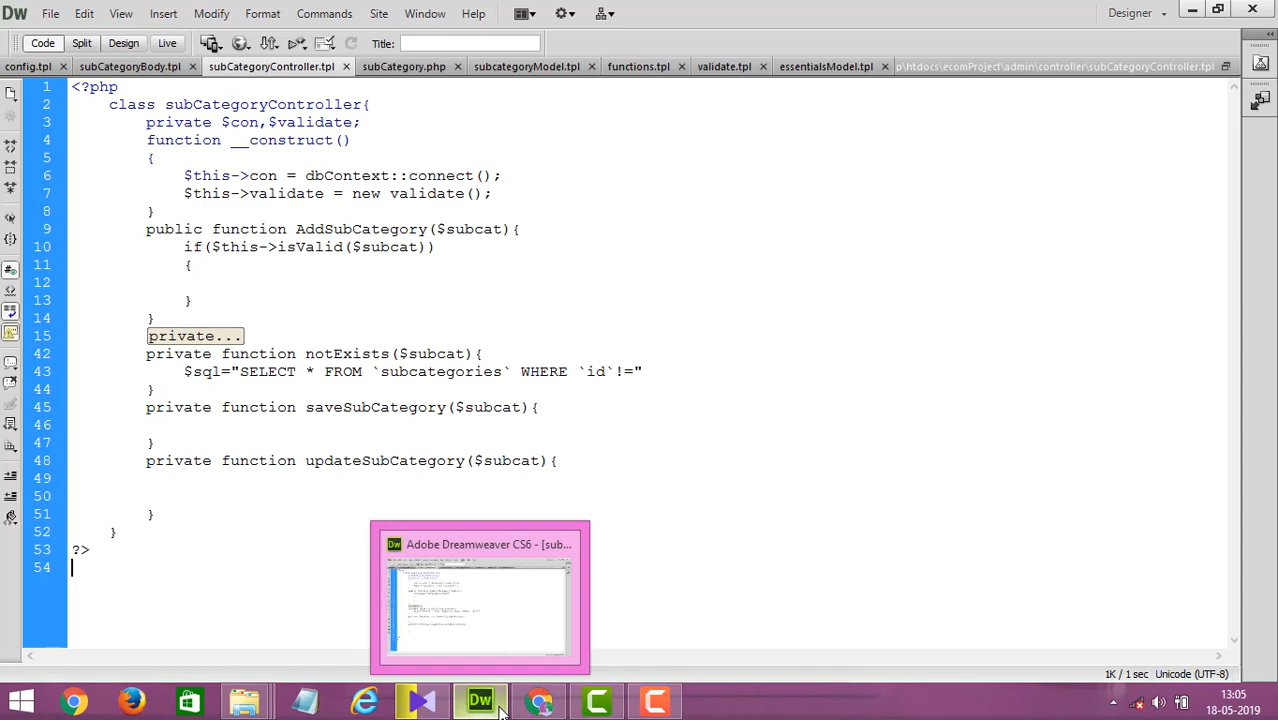 Dw File Edit View Insert Modify Format Commands Site Window Help Designer
Code Split Design Live Title:
config.tpl subCategoryBody.tpl subCategoryController.tpl subCategory.php subcategoryModel.tpl functions.tpl validate.tpl essentialsModel.tpl p\htdocs\ecomProject\admin\controller\subCategoryController.tpl
1 <?php
2 class subCategoryController{
3 private $con,$validate;
4 function __construct()
5 {
6 $this->con = dbContext::connect();
7 $this->validate = new validate();
8 }
9 public function AddSubCategory($subcat){
10 if($this->isValid($subcat))
11 {
12
13 }
14 }
15 private...
42 private function notExists($subcat){
43 $sql="SELECT * FROM `subcategories` WHERE `id`!="
44 }
45 private function saveSubCategory($subcat){
46
47 }
48 private function updateSubCategory($subcat){
49
50
51 }
52 }
53 ?>
54
Dw Adobe Dreamweaver CS6 - [sub...
1K / 1 sec Unicode (UTF-8)
Dw
13:05
18-05-2019